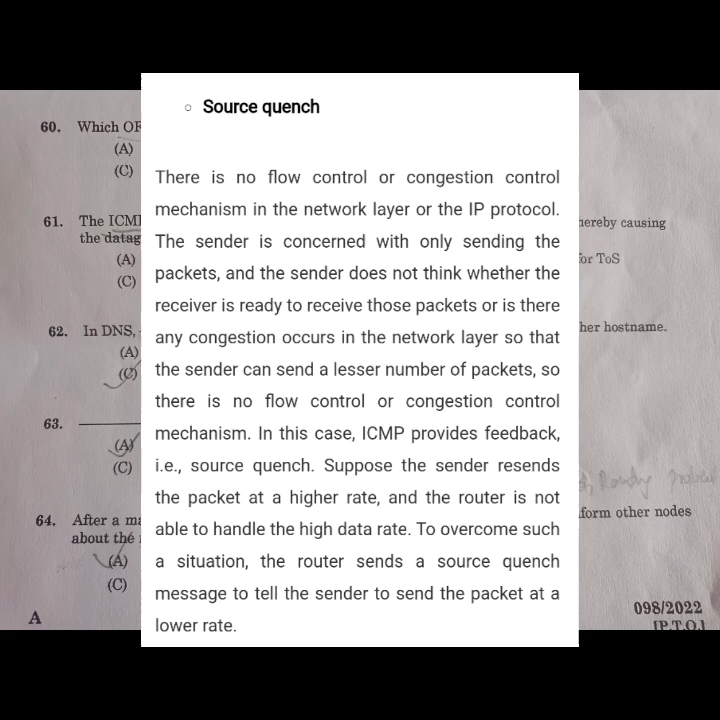 Source quench
There is no flow control or congestion control
mechanism in the network layer or the IP protocol.
The sender is concerned with only sending the
packets, and the sender does not think whether the
receiver is ready to receive those packets or is there
any congestion occurs in the network layer so that
the sender can send a lesser number of packets, so
there is no flow control or congestion control
mechanism. In this case, ICMP provides feedback,
i.e., source quench. Suppose the sender resends
the packet at a higher rate, and the router is not
able to handle the high data rate. To overcome such
a situation, the router sends a source quench
message to tell the sender to send the packet at a
lower rate.
60. Which
(A)
(C)
61. The
the datag
hereby causing
(A)
for ToS
(C)
62. In DNS,
her hostname.
(A)
(C)
63.
(A)
(C)
64. After a
form other nodes
about the
(A)
(C)
A
098/2022
[P.T.O.]